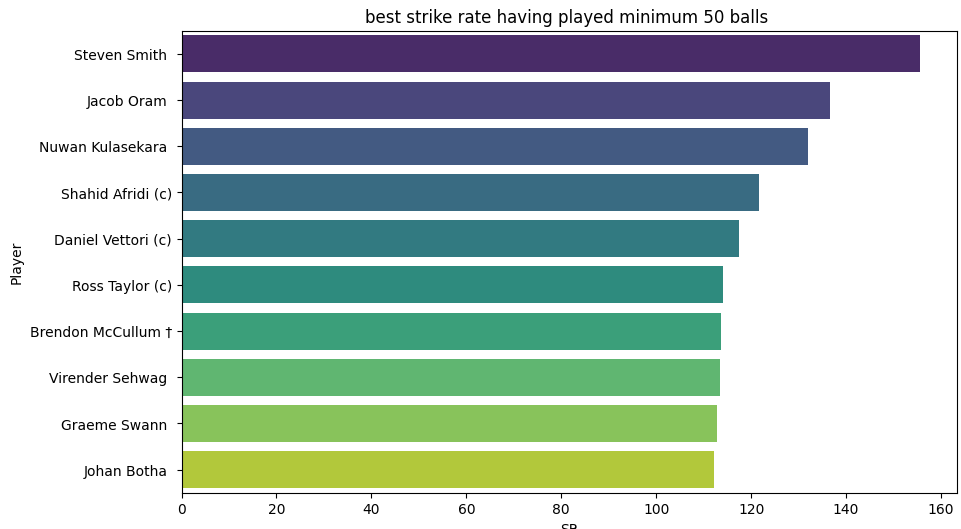 best strike rate having played minimum 50 balls
Steven Smith
Jacob Oram
Nuwan Kulasekara
Shahid Afridi (c)
Daniel Vettori (c)
Ross Taylor (c)
Brendon McCullum †
Virender Sehwag
Graeme Swann
Johan Botha
Player
0 20 40 60 80 100 120 140 160
SR